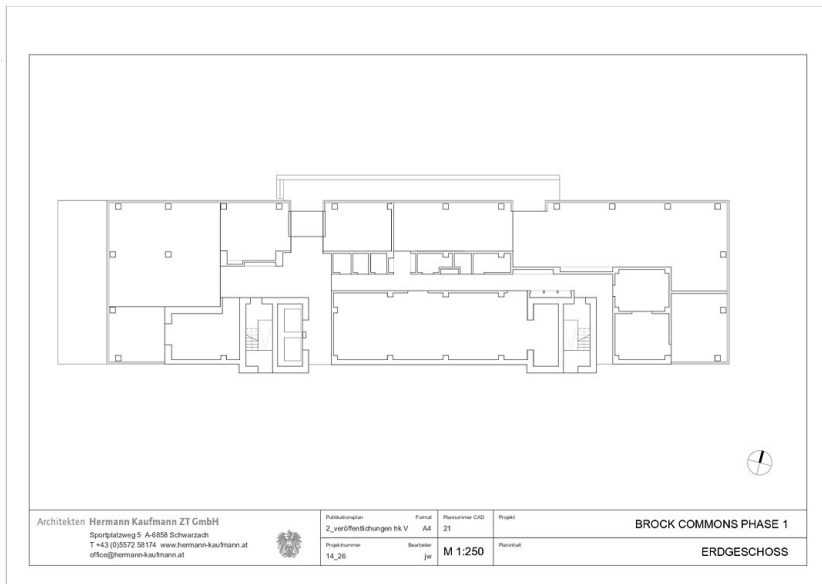 Architekten Hermann Kaufmann ZT GmbH
Sportplatzweg 5 A-6858 Schwarzach
T +43 (0)5572 58174 www.hermann-kaufmann.at
office@hermann-kaufmann.at
Publikationsplan Format
2_veröffentlichungen hk V A4
Projektnummer Bearbeiter
14_26 jw
Plannummer CAD
21
M 1:250
Projekt
BROCK COMMONS PHASE 1
Planinhalt
ERDGESCHOSS